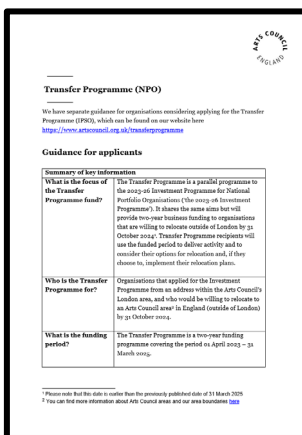 ARTS COUNCIL
ENGLAND
Transfer Programme (NPO)
We have separate guidance for organisations considering applying for the Transfer
Programme (IPSO), which can be found on our website here
https://www.artscouncil.org.uk/transferprogramme
Guidance for applicants
Summary of key information
What is the focus of
the Transfer
Programme fund?
The Transfer Programme is a parallel programme to
the 2023-26 Investment Programme for National
Portfolio Organisations ('the 2023-26 Investment
Programme'). It shares the same aims but will
provide two-year business funding to organisations
that are willing to relocate outside of London by 31
October 2024¹. Transfer Programme recipients will
use the funded period to deliver activity and to
consider their options for relocation and, if they
choose to, implement their relocation plans.
Who is the Transfer
Programme for?
Organisations that applied for the Investment
Programme from an address within the Arts Council's
London area, and who would be willing to relocate to
an Arts Council area² in England (outside of London)
by 31 October 2024.
What is the funding
period?
The Transfer Programme is a two-year funding
programme covering the period 01 April 2023 – 31
March 2025.
¹ Please note that this date is earlier than the previously published date of 31 March 2025
² You can find more information about Arts Council areas and our area boundaries here